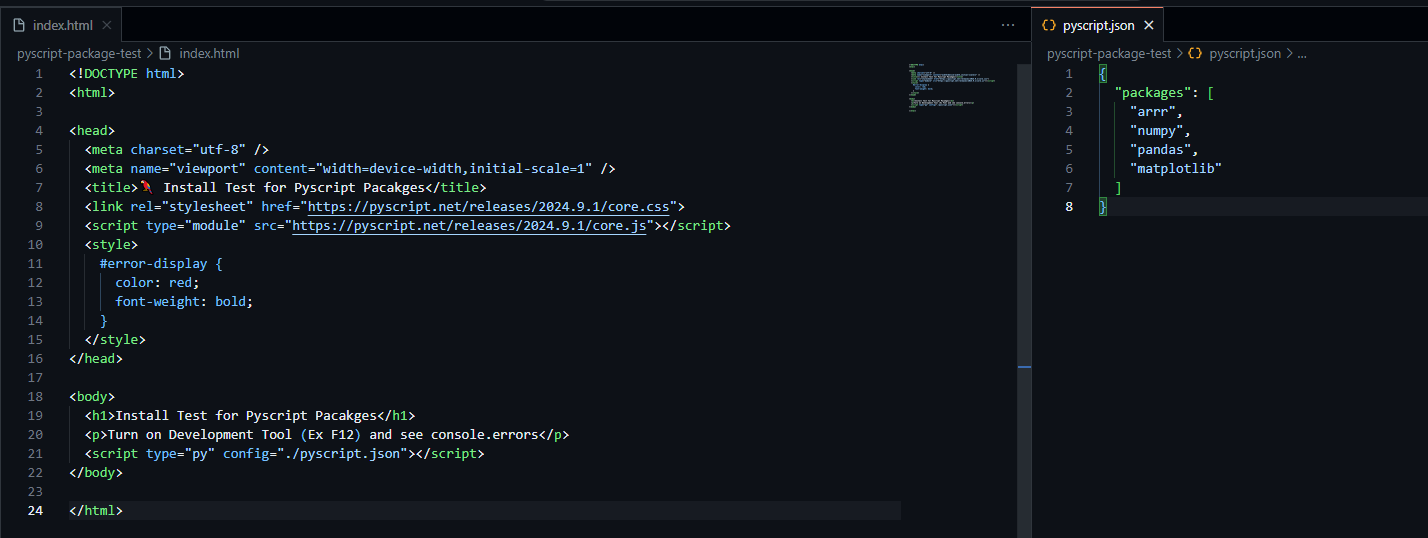 index.html
pyscript-package-test > index.html
1 <!DOCTYPE html>
2 <html>
3
4 <head>
5 <meta charset="utf-8" />
6 <meta name="viewport" content="width=device-width,initial-scale=1" />
7 <title>🦜 Install Test for Pyscript Pacakges</title>
8 <link rel="stylesheet" href="https://pyscript.net/releases/2024.9.1/core.css">
9 <script type="module" src="https://pyscript.net/releases/2024.9.1/core.js"></script>
10 <style>
11 #error-display {
12 color: red;
13 font-weight: bold;
14 }
15 </style>
16 </head>
17
18 <body>
19 <h1>Install Test for Pyscript Pacakges</h1>
20 <p>Turn on Development Tool (Ex F12) and see console.errors</p>
21 <script type="py" config="./pyscript.json"></script>
22 </body>
23
24 </html>
{} pyscript.json
pyscript-package-test > {} pyscript.json > ...
1 {
2 "packages": [
3 "arrr",
4 "numpy",
5 "pandas",
6 "matplotlib"
7 ]
8 }